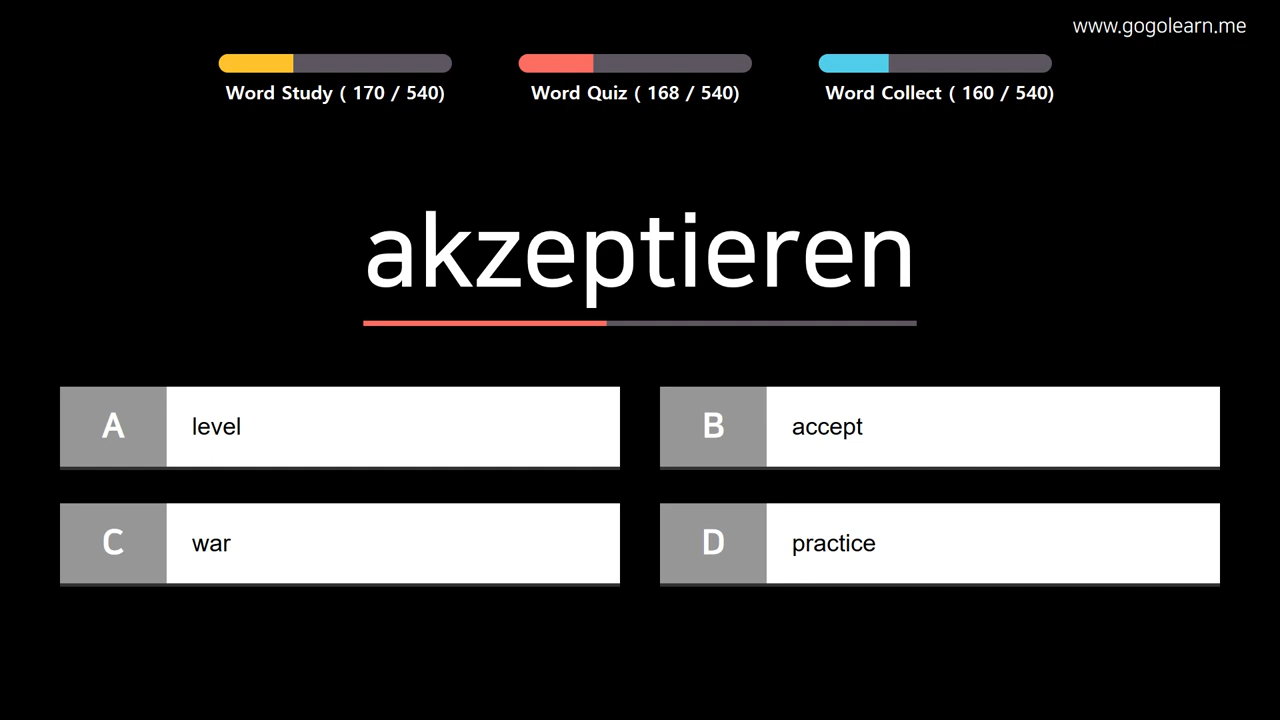 www.gogolearn.me
Word Study ( 170 / 540)
Word Quiz ( 168 / 540)
Word Collect ( 160 / 540)
akzeptieren
A level
B accept
C war
D practice